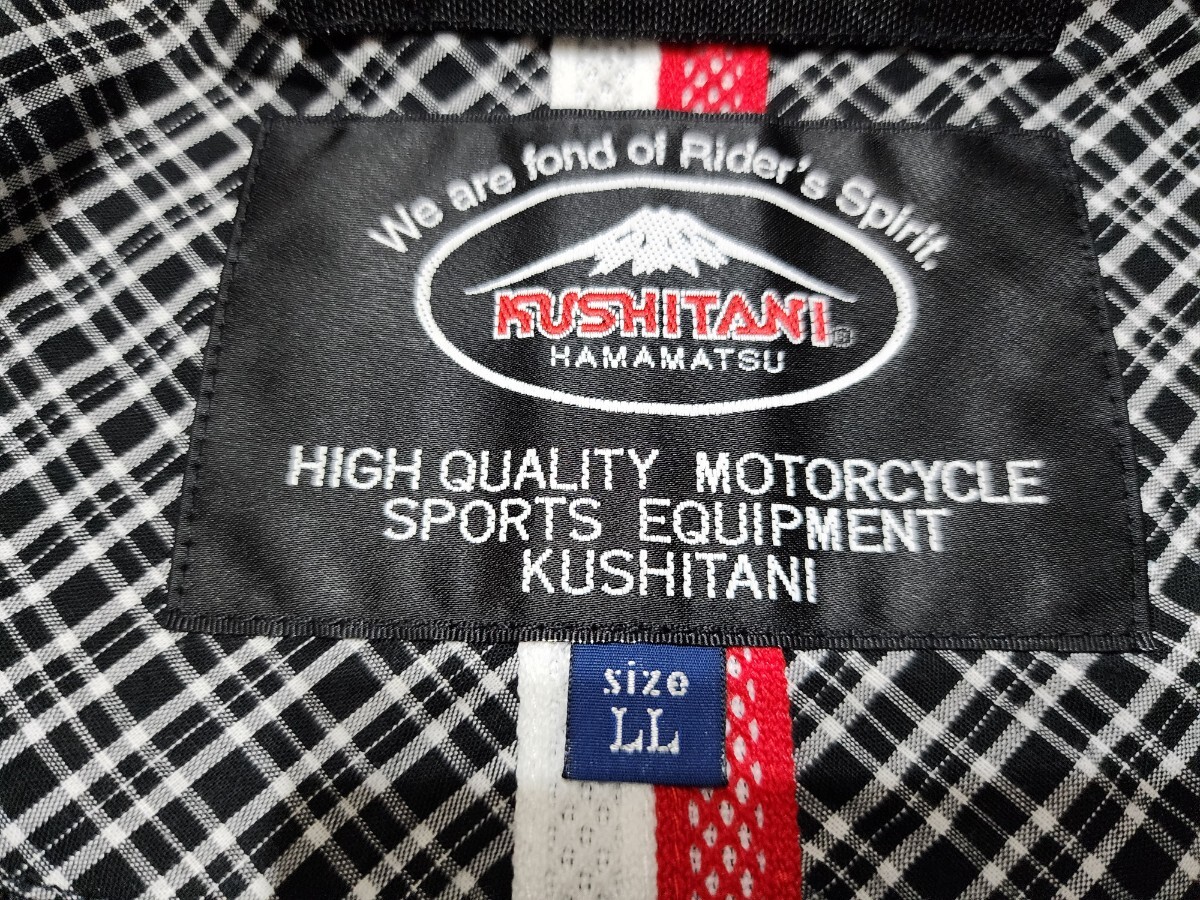 We are fond of Rider's Spirit.
KUSHITANI®
HAMAMATSU
HIGH QUALITY MOTORCYCLE
SPORTS EQUIPMENT
KUSHITANI
size
LL